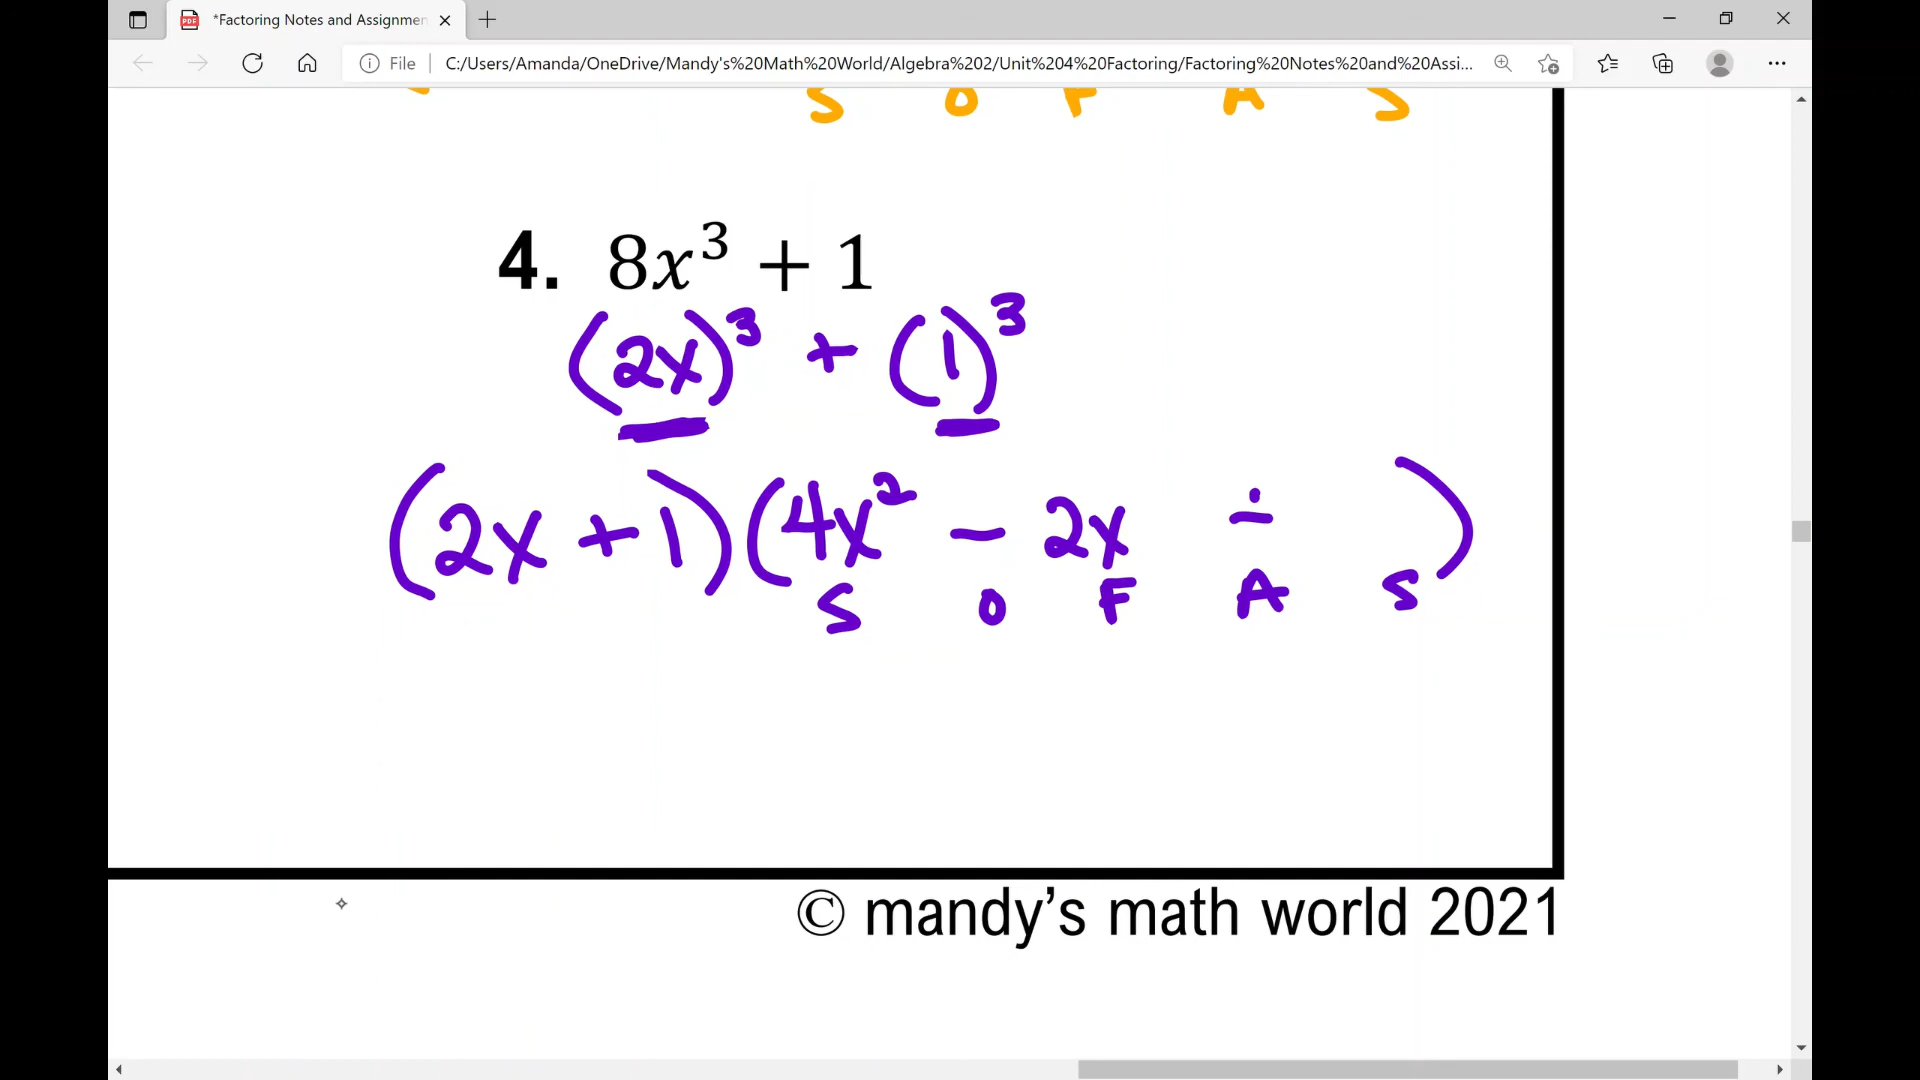 *Factoring Notes and Assignmen
File
C:/Users/Amanda/OneDrive/Mandy's%20Math%20World/Algebra%202/Unit%204%20Factoring/Factoring%20Notes%20and%20Assi...
S O F A S
4. 8x³ + 1
(2x)³ + (1)³
(2x + 1)(4x² − 2x ÷ )
S O F A S
© mandy's math world 2021